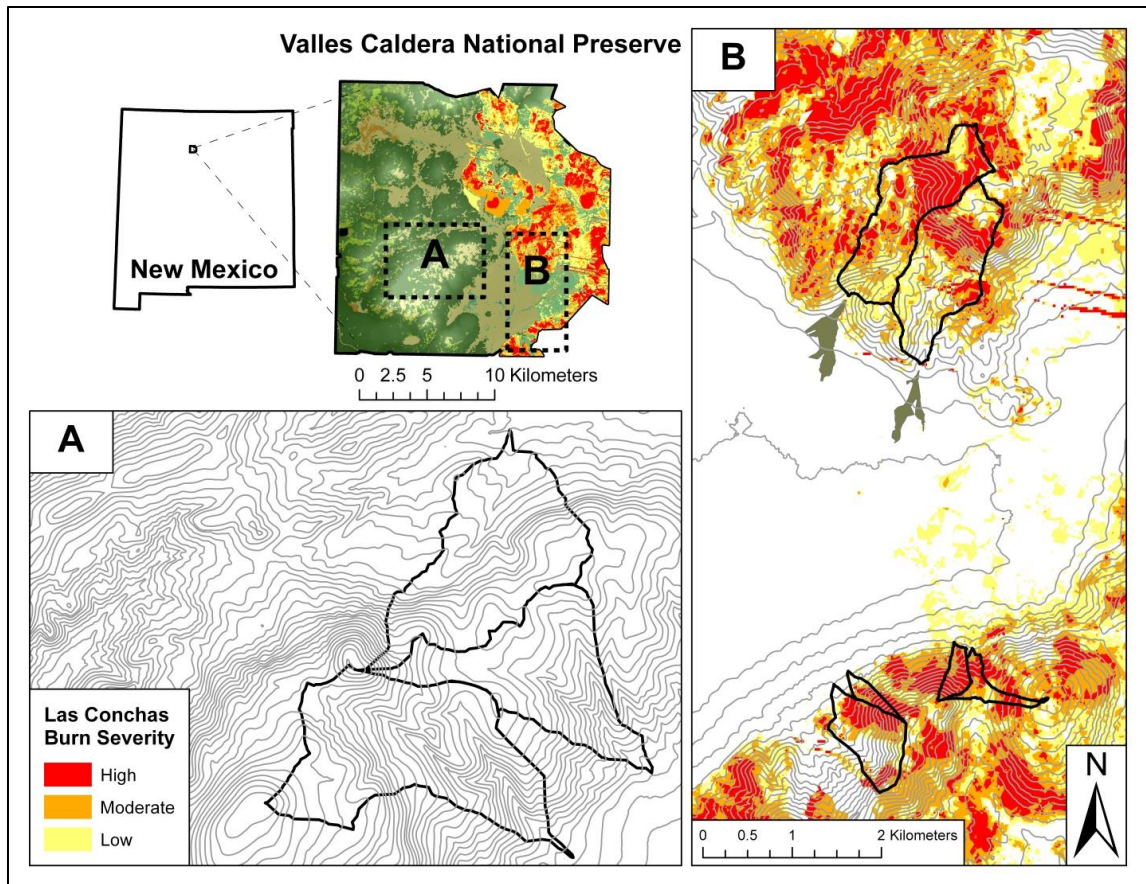 Valles Caldera National Preserve
New Mexico
A
B
0 2.5 5 10 Kilometers
A
Las Conchas
Burn Severity
High
Moderate
Low
B
N
0 0.5 1 2 Kilometers